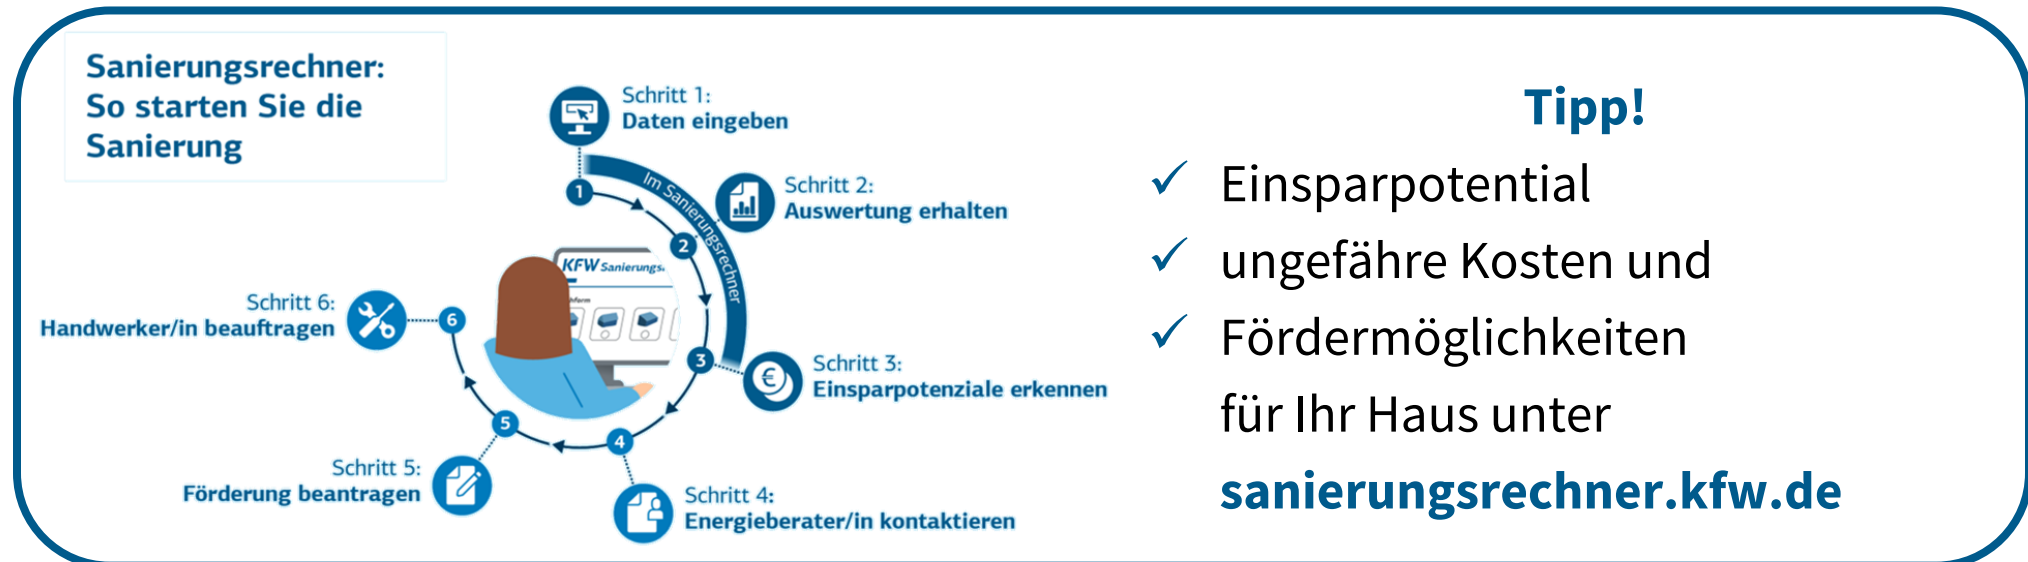 Sanierungsrechner:
So starten Sie die
Sanierung
Schritt 1:
Daten eingeben
Schritt 2:
Auswertung erhalten
Schritt 3:
Einsparpotenziale erkennen
Schritt 4:
Energieberater/in kontaktieren
Schritt 5:
Förderung beantragen
Schritt 6:
Handwerker/in beauftragen
Im Sanierungsrechner
1
2
3
4
5
6
KFW Sanierungs
Tipp!
✓ Einsparpotential
✓ ungefähre Kosten und
✓ Fördermöglichkeiten
für Ihr Haus unter
sanierungsrechner.kfw.de